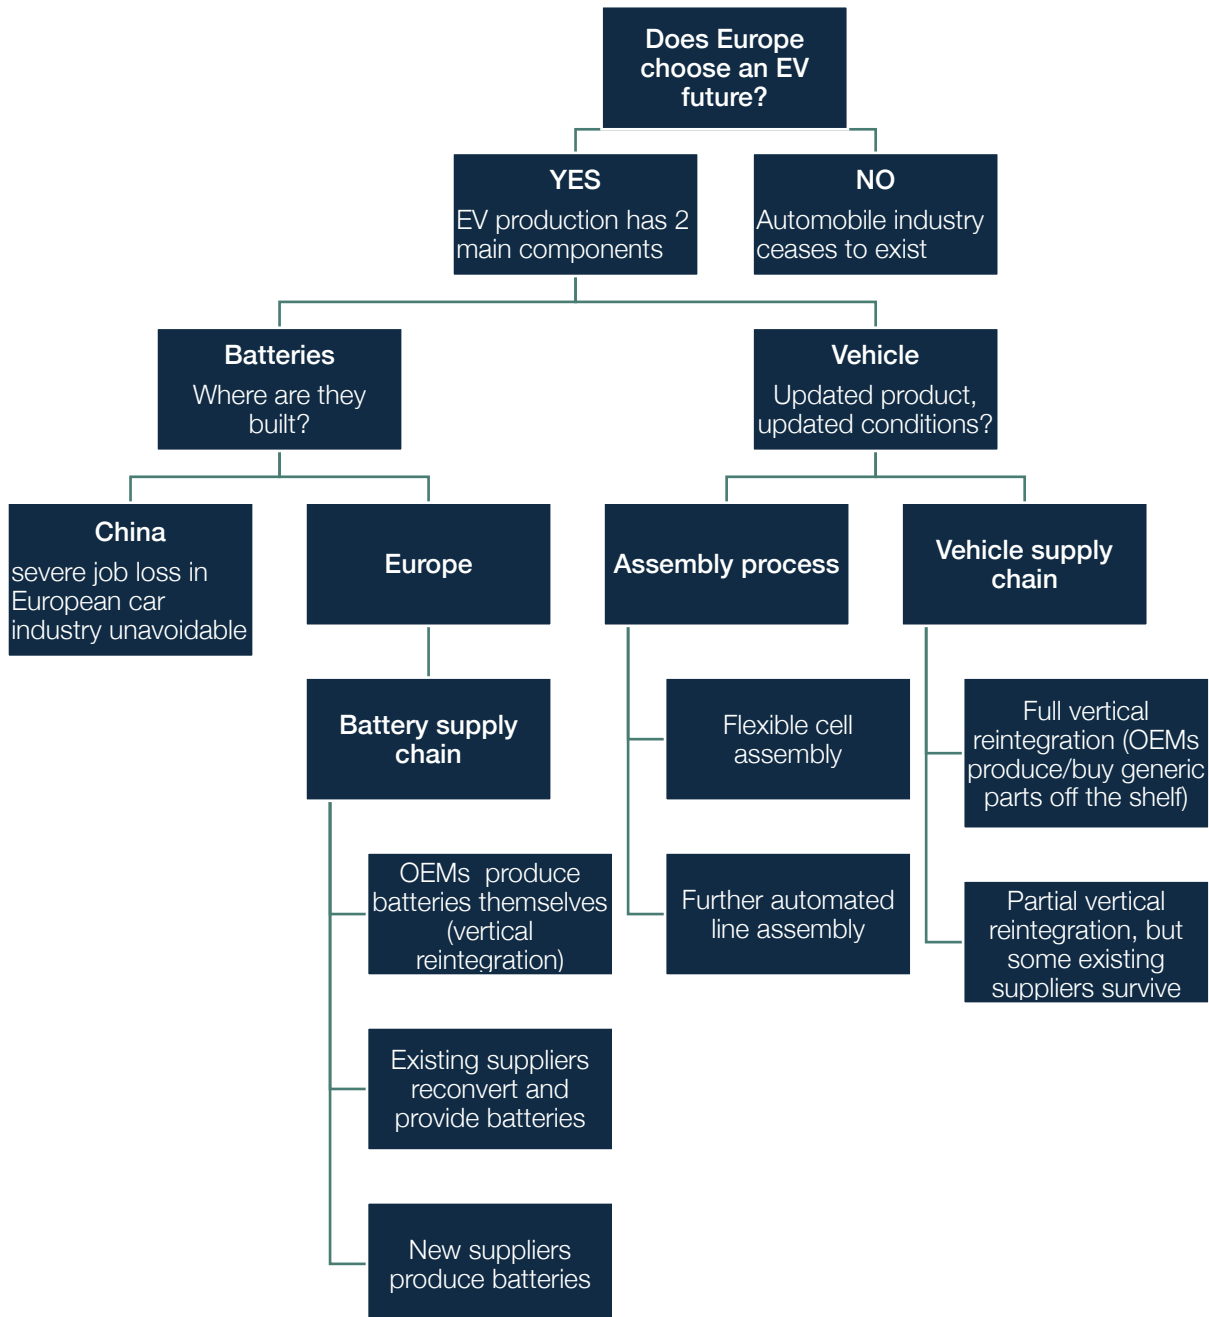 Does Europe
choose an EV
future?
YES
EV production has 2
main components
NO
Automobile industry
ceases to exist
Batteries
Where are they
built?
Vehicle
Updated product,
updated conditions?
China
severe job loss in
European car
industry unavoidable
Europe
Assembly process
Vehicle supply
chain
Battery supply
chain
Flexible cell
assembly
Full vertical
reintegration (OEMs
produce/buy generic
parts off the shelf)
OEMs produce
batteries themselves
(vertical
reintegration)
Further automated
line assembly
Partial vertical
reintegration, but
some existing
suppliers survive
Existing suppliers
reconvert and
provide batteries
New suppliers
produce batteries